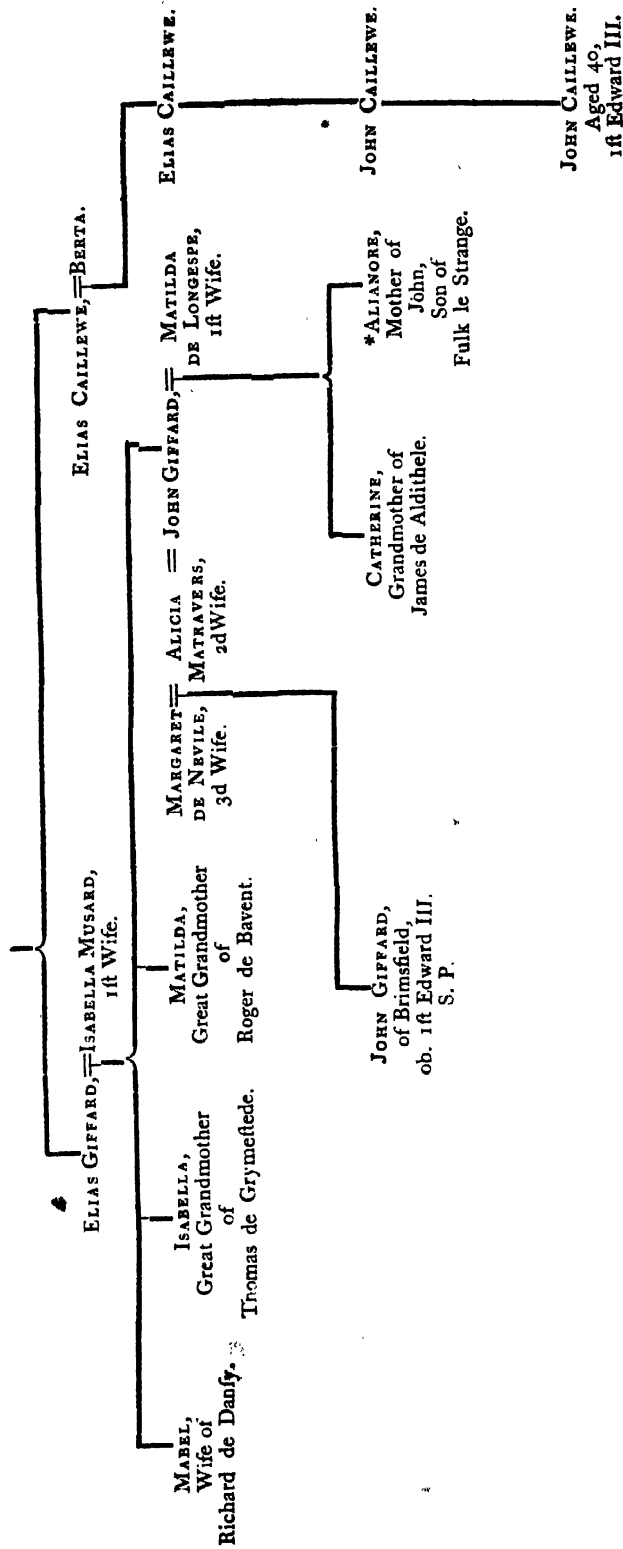 ELIAS GIFFARD, = ISABELLA MUSARD,
1ſt Wife.
ELIAS CAILLEWE, = BERTA.
MABEL,
Wife of
Richard de Danſy.
ISABELLA,
Great Grandmother
of
Thomas de Grymeſtede.
MATILDA,
Great Grandmother
of
Roger de Bavent.
MARGARET = ALICIA = JOHN GIFFARD, = MATILDA
DE NEVILE, MATRAVERS, DE LONGESPE,
3d Wife. 2d Wife. 1ſt Wife.
ELIAS CAILLEWE.
JOHN GIFFARD,
of Brimsfield,
ob. 1ſt Edward III.
S. P.
CATHERINE,
Grandmother of
James de Aldithele.
*ALIANORE,
Mother of
John,
Son of
Fulk le Strange.
JOHN CAILLEWE.
JOHN CAILLEWE.
Aged 40,
1ſt Edward III.